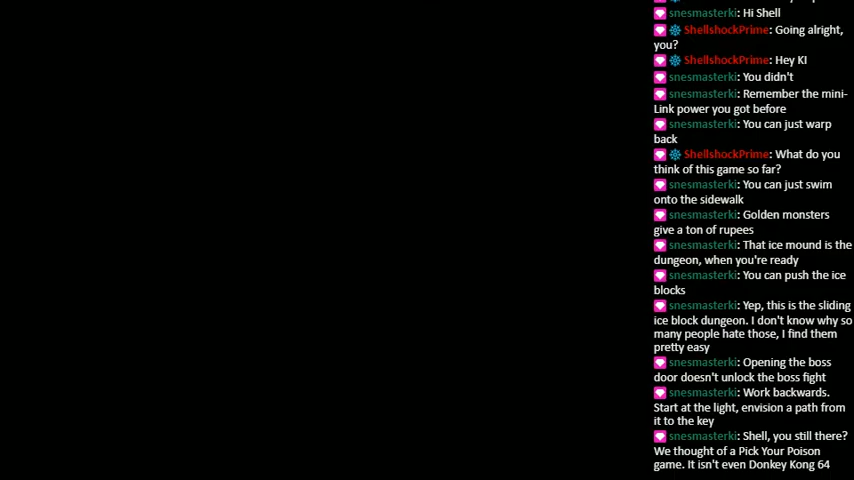 snesmasterki: Hi Shell
ShellshockPrime: Going alright,
you?
ShellshockPrime: Hey KI
snesmasterki: You didn't
snesmasterki: Remember the mini-
Link power you got before
snesmasterki: You can just warp
back
ShellshockPrime: What do you
think of this game so far?
snesmasterki: You can just swim
onto the sidewalk
snesmasterki: Golden monsters
give a ton of rupees
snesmasterki: That ice mound is the
dungeon, when you're ready
snesmasterki: You can push the ice
blocks
snesmasterki: Yep, this is the sliding
ice block dungeon. I don't know why so
many people hate those, I find them
pretty easy
snesmasterki: Opening the boss
door doesn't unlock the boss fight
snesmasterki: Work backwards.
Start at the light, envision a path from
it to the key
snesmasterki: Shell, you still there?
We thought of a Pick Your Poison
game. It isn't even Donkey Kong 64